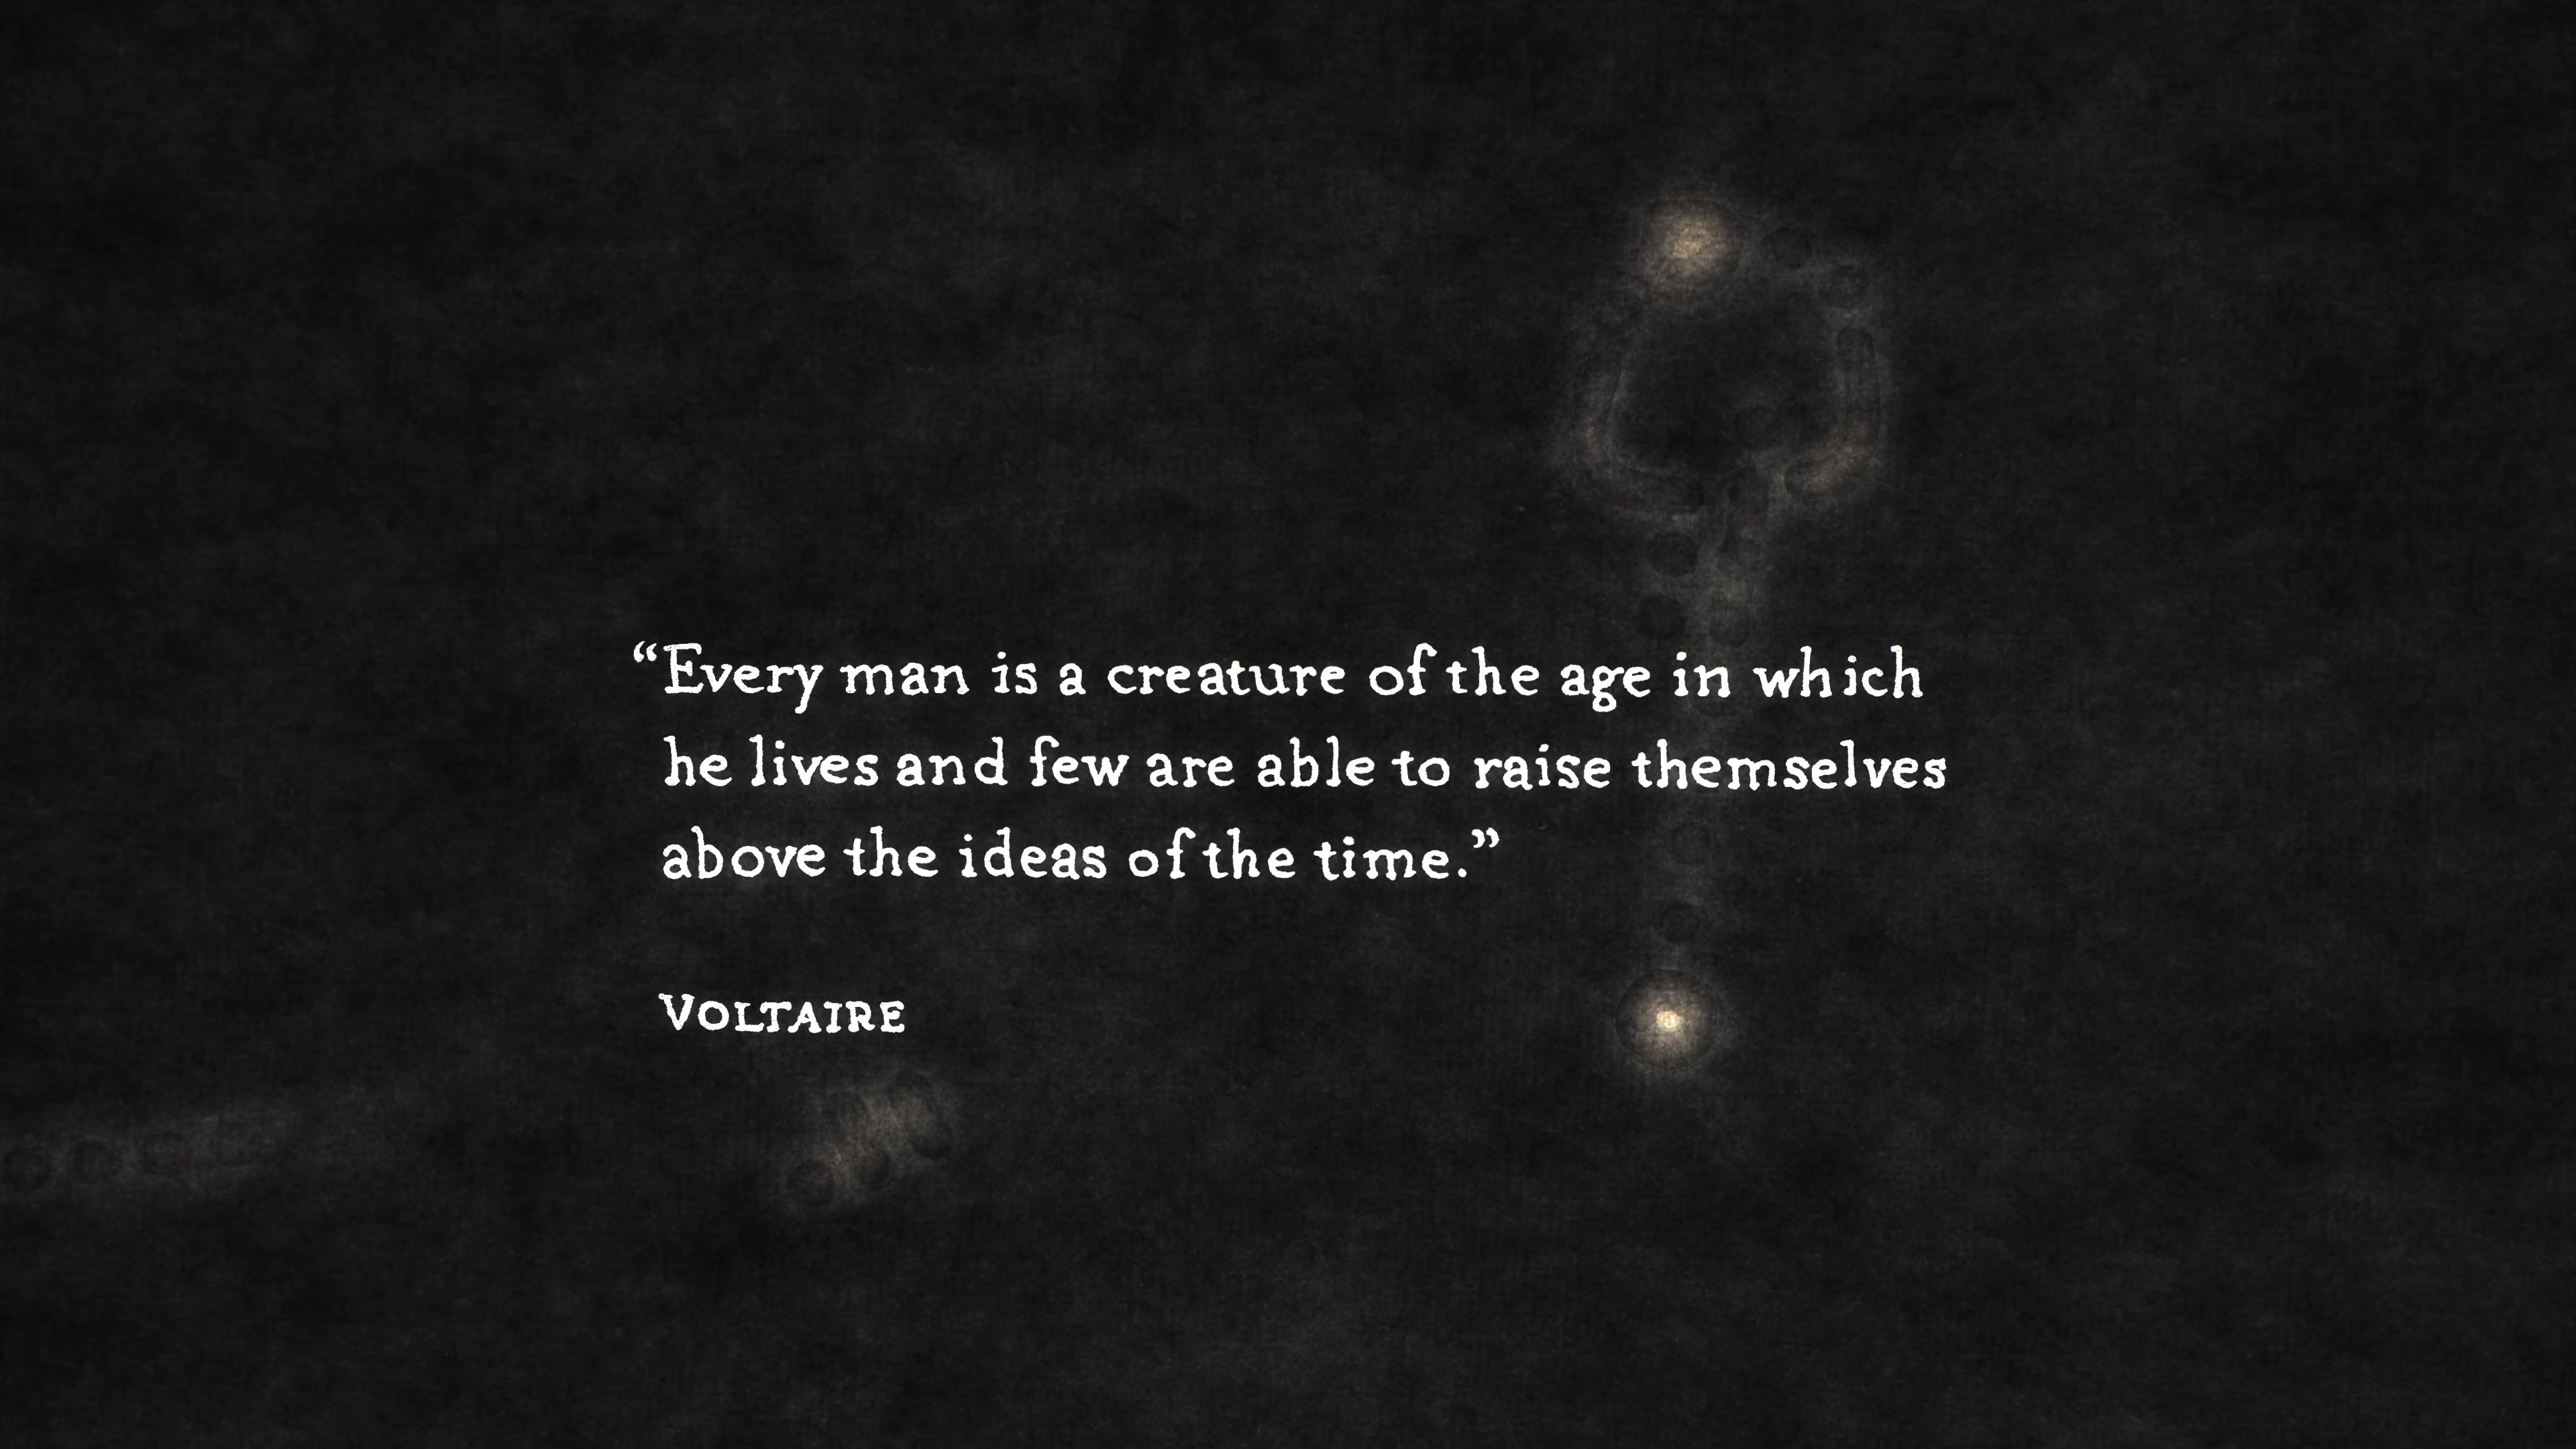 “Every man is a creature of the age in which
he lives and few are able to raise themselves
above the ideas of the time.”
VOLTAIRE